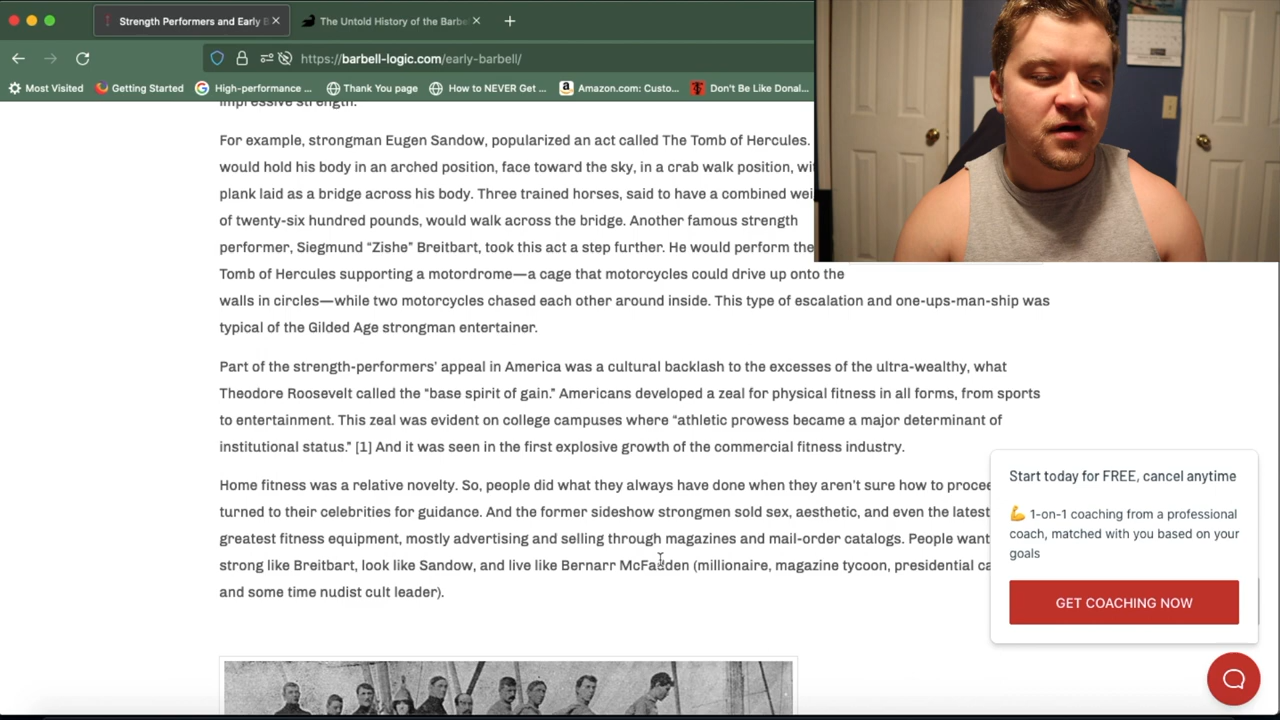 Strength Performers and Early B
The Untold History of the Barbe
https://barbell-logic.com/early-barbell/
Most Visited
Getting Started
High-performance ...
Thank You page
How to NEVER Get ...
Amazon.com: Custo...
Don't Be Like Donal...
impressive strength.
For example, strongman Eugen Sandow, popularized an act called The Tomb of Hercules.
would hold his body in an arched position, face toward the sky, in a crab walk position,
plank laid as a bridge across his body. Three trained horses, said to have a combined
of twenty-six hundred pounds, would walk across the bridge. Another famous strength
performer, Siegmund “Zishe” Breitbart, took this act a step further. He would perform the
Tomb of Hercules supporting a motordrome—a cage that motorcycles could drive up onto the
walls in circles—while two motorcycles chased each other around inside. This type of escalation and one-ups-man-ship was
typical of the Gilded Age strongman entertainer.
Part of the strength-performers’ appeal in America was a cultural backlash to the excesses of the ultra-wealthy, what
Theodore Roosevelt called the “base spirit of gain.” Americans developed a zeal for physical fitness in all forms, from sports
to entertainment. This zeal was evident on college campuses where “athletic prowess became a major determinant of
institutional status.” [1] And it was seen in the first explosive growth of the commercial fitness industry.
Home fitness was a relative novelty. So, people did what they always have done when they aren’t sure how to procee
turned to their celebrities for guidance. And the former sideshow strongmen sold sex, aesthetic, and even the latest
greatest fitness equipment, mostly advertising and selling through magazines and mail-order catalogs. People want
strong like Breitbart, look like Sandow, and live like Bernarr McFadden (millionaire, magazine tycoon, presidential ca
and some time nudist cult leader).
Start today for FREE, cancel anytime
💪 1-on-1 coaching from a professional
coach, matched with you based on your
goals
GET COACHING NOW